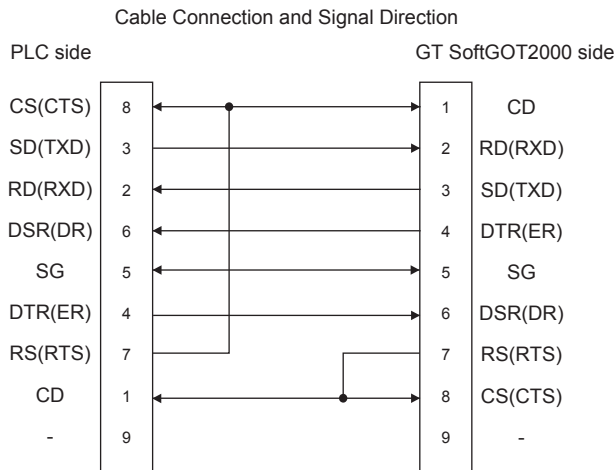 Cable Connection and Signal Direction
PLC side GT SoftGOT2000 side
CS(CTS) 8 1 CD
SD(TXD) 3 2 RD(RXD)
RD(RXD) 2 3 SD(TXD)
DSR(DR) 6 4 DTR(ER)
SG 5 5 SG
DTR(ER) 4 6 DSR(DR)
RS(RTS) 7 7 RS(RTS)
CD 1 8 CS(CTS)
- 9 9 -